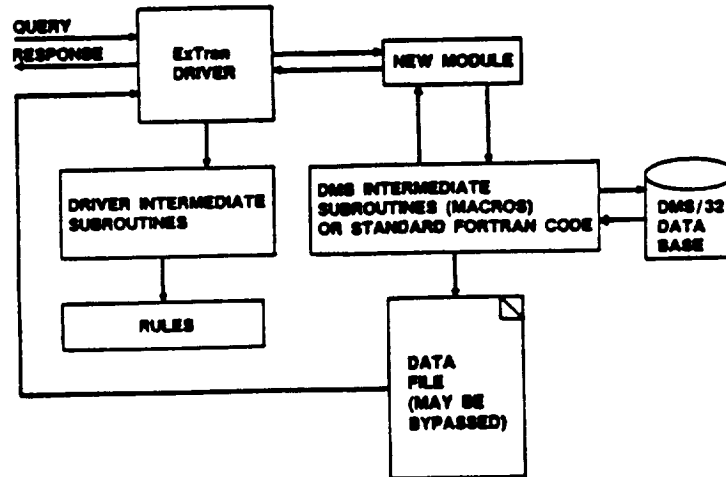 QUERY
RESPONSE
ExTran
DRIVER
NEW MODULE
DRIVER INTERMEDIATE
SUBROUTINES
DMS INTERMEDIATE
SUBROUTINES (MACROS)
OR STANDARD FORTRAN CODE
DMS/32
DATA
BASE
RULES
DATA
FILE
(MAY BE
BYPASSED)